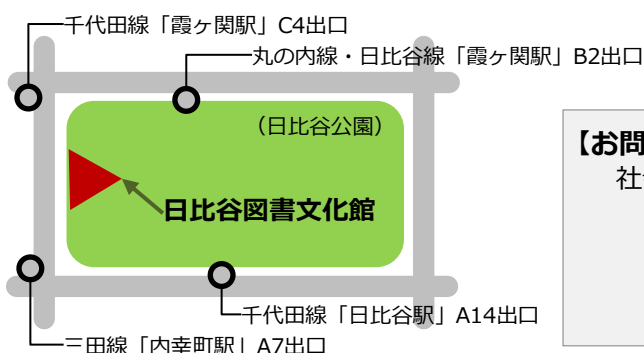 千代田線「霞ヶ関駅」C4出口
丸の内線・日比谷線「霞ヶ関駅」B2出口
(日比谷公園)
日比谷図書文化館
千代田線「日比谷駅」A14出口
三田線「内幸町駅」A7出口
【お問